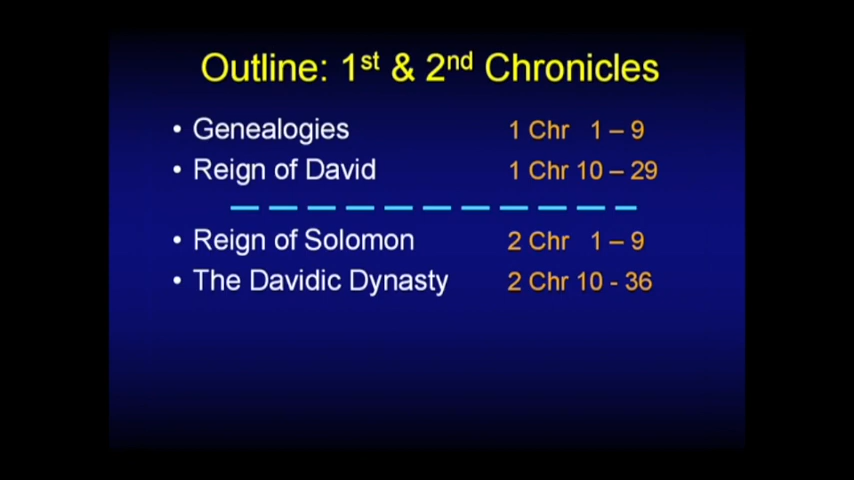 Outline: 1st & 2nd Chronicles
• Genealogies 1 Chr 1 – 9
• Reign of David 1 Chr 10 – 29
• Reign of Solomon 2 Chr 1 – 9
• The Davidic Dynasty 2 Chr 10 - 36